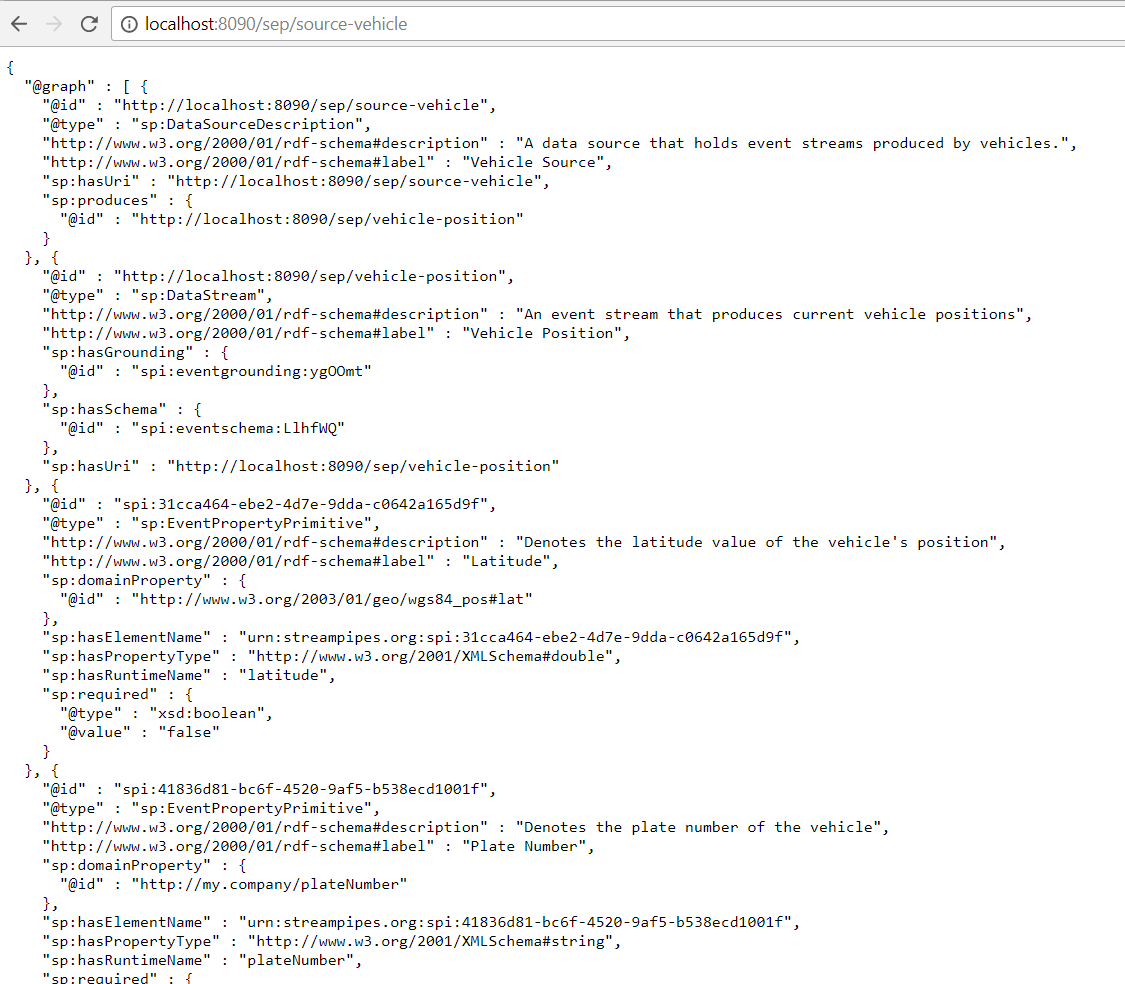 localhost:8090/sep/source-vehicle
{
  "@graph" : [ {
    "@id" : "http://localhost:8090/sep/source-vehicle",
    "@type" : "sp:DataSourceDescription",
    "http://www.w3.org/2000/01/rdf-schema#description" : "A data source that holds event streams produced by vehicles.",
    "http://www.w3.org/2000/01/rdf-schema#label" : "Vehicle Source",
    "sp:hasUri" : "http://localhost:8090/sep/source-vehicle",
    "sp:produces" : {
      "@id" : "http://localhost:8090/sep/vehicle-position"
    }
  }, {
    "@id" : "http://localhost:8090/sep/vehicle-position",
    "@type" : "sp:DataStream",
    "http://www.w3.org/2000/01/rdf-schema#description" : "An event stream that produces current vehicle positions",
    "http://www.w3.org/2000/01/rdf-schema#label" : "Vehicle Position",
    "sp:hasGrounding" : {
      "@id" : "spi:eventgrounding:ygOOmt"
    },
    "sp:hasSchema" : {
      "@id" : "spi:eventschema:LlhfWQ"
    },
    "sp:hasUri" : "http://localhost:8090/sep/vehicle-position"
  }, {
    "@id" : "spi:31cca464-ebe2-4d7e-9dda-c0642a165d9f",
    "@type" : "sp:EventPropertyPrimitive",
    "http://www.w3.org/2000/01/rdf-schema#description" : "Denotes the latitude value of the vehicle's position",
    "http://www.w3.org/2000/01/rdf-schema#label" : "Latitude",
    "sp:domainProperty" : {
      "@id" : "http://www.w3.org/2003/01/geo/wgs84_pos#lat"
    },
    "sp:hasElementName" : "urn:streampipes.org:spi:31cca464-ebe2-4d7e-9dda-c0642a165d9f",
    "sp:hasPropertyType" : "http://www.w3.org/2001/XMLSchema#double",
    "sp:hasRuntimeName" : "latitude",
    "sp:required" : {
      "@type" : "xsd:boolean",
      "@value" : "false"
    }
  }, {
    "@id" : "spi:41836d81-bc6f-4520-9af5-b538ecd1001f",
    "@type" : "sp:EventPropertyPrimitive",
    "http://www.w3.org/2000/01/rdf-schema#description" : "Denotes the plate number of the vehicle",
    "http://www.w3.org/2000/01/rdf-schema#label" : "Plate Number",
    "sp:domainProperty" : {
      "@id" : "http://my.company/plateNumber"
    },
    "sp:hasElementName" : "urn:streampipes.org:spi:41836d81-bc6f-4520-9af5-b538ecd1001f",
    "sp:hasPropertyType" : "http://www.w3.org/2001/XMLSchema#string",
    "sp:hasRuntimeName" : "plateNumber",
    "sp:required" : {